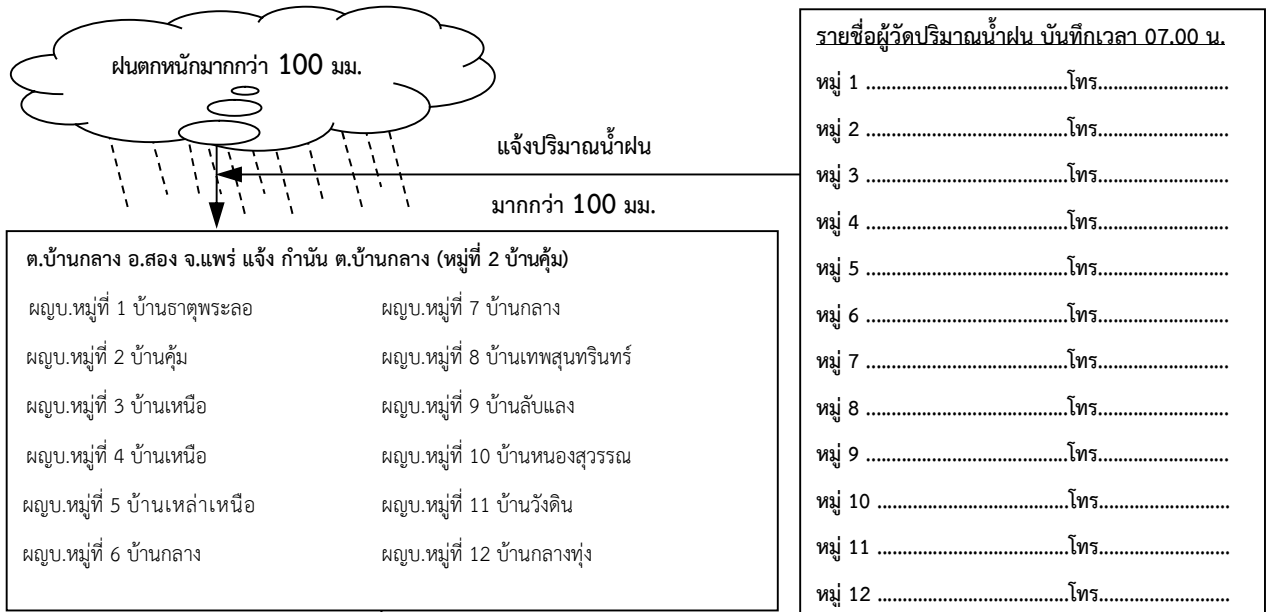 ฝนตกหนักมากกว่า 100 มม.
แจ้งปริมาณน้ำฝน
มากกว่า 100 มม.
ต.บ้านกลาง อ.สอง จ.แพร่ แจ้ง กำนัน ต.บ้านกลาง (หมู่ที่ 2 บ้านคุ้ม)
ผญบ.หมู่ที่ 1 บ้านธาตุพระลอ
ผญบ.หมู่ที่ 2 บ้านคุ้ม
ผญบ.หมู่ที่ 3 บ้านเหนือ
ผญบ.หมู่ที่ 4 บ้านเหนือ
ผญบ.หมู่ที่ 5 บ้านเหล่าเหนือ
ผญบ.หมู่ที่ 6 บ้านกลาง
ผญบ.หมู่ที่ 7 บ้านกลาง
ผญบ.หมู่ที่ 8 บ้านเทพสุนทรินทร์
ผญบ.หมู่ที่ 9 บ้านลับแลง
ผญบ.หมู่ที่ 10 บ้านหนองสุวรรณ
ผญบ.หมู่ที่ 11 บ้านวังดิน
ผญบ.หมู่ที่ 12 บ้านกลางทุ่ง
รายชื่อผู้วัดปริมาณน้ำฝน บันทึกเวลา 07.00 น.
หมู่ 1 ........................................โทร..........................
หมู่ 2 ........................................โทร..........................
หมู่ 3 ........................................โทร..........................
หมู่ 4 ........................................โทร..........................
หมู่ 5 ........................................โทร..........................
หมู่ 6 ........................................โทร..........................
หมู่ 7 ........................................โทร..........................
หมู่ 8 ........................................โทร..........................
หมู่ 9 ........................................โทร..........................
หมู่ 10 ......................................โทร..........................
หมู่ 11 ......................................โทร..........................
หมู่ 12 ......................................โทร..........................